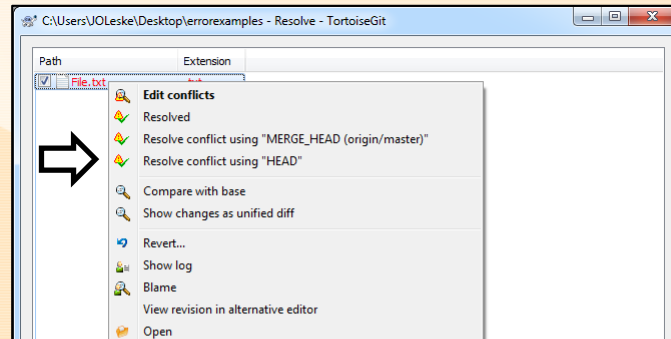 C:\Users\JOLeske\Desktop\errorexamples - Resolve - TortoiseGit
Path Extension
File.txt .txt
Edit conflicts
Resolved
Resolve conflict using "MERGE_HEAD (origin/master)"
Resolve conflict using "HEAD"
Compare with base
Show changes as unified diff
Revert...
Show log
Blame
View revision in alternative editor
Open